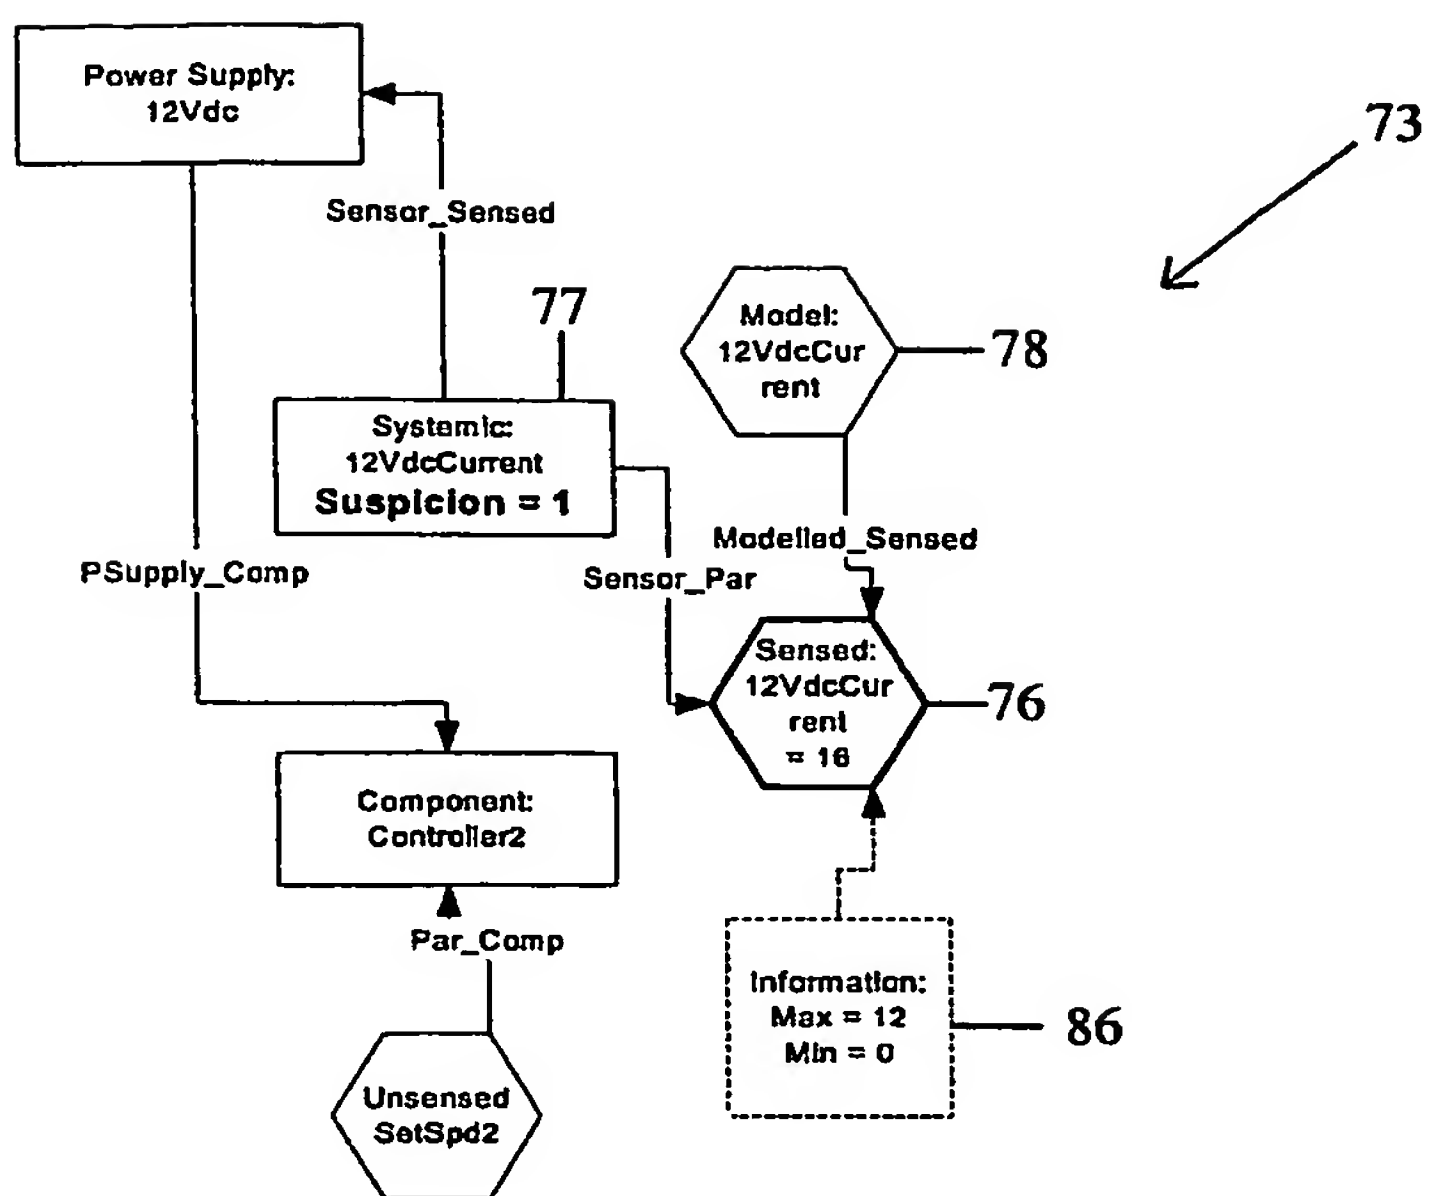 Power Supply:
12Vdc
73
Sensor_Sensed
77
Model:
12VdcCur
rent
78
Systemic:
12VdcCurrent
Suspicion = 1
Modelled_Sensed
PSupply_Comp
Sensor_Par
Sensed:
12VdcCur
rent
= 16
76
Component:
Controller2
Par_Comp
Information:
Max = 12
Min = 0
86
Unsensed
SetSpd2